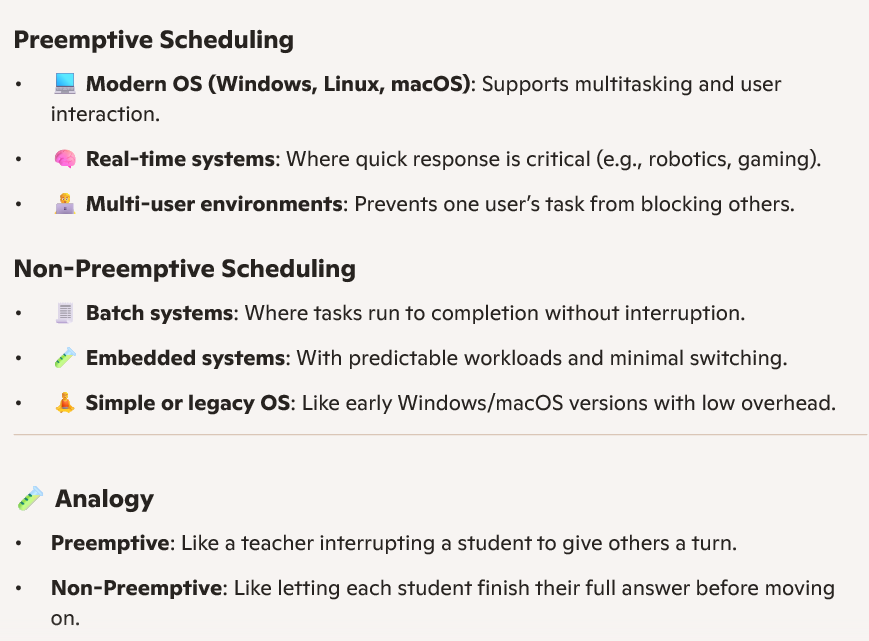 Preemptive Scheduling
• 💻 Modern OS (Windows, Linux, macOS): Supports multitasking and user
interaction.
• 🧠 Real-time systems: Where quick response is critical (e.g., robotics, gaming).
• 🧑‍💻 Multi-user environments: Prevents one user’s task from blocking others.
Non-Preemptive Scheduling
• 🧾 Batch systems: Where tasks run to completion without interruption.
• 🧪 Embedded systems: With predictable workloads and minimal switching.
• 🧘 Simple or legacy OS: Like early Windows/macOS versions with low overhead.
🧪 Analogy
• Preemptive: Like a teacher interrupting a student to give others a turn.
• Non-Preemptive: Like letting each student finish their full answer before moving
on.